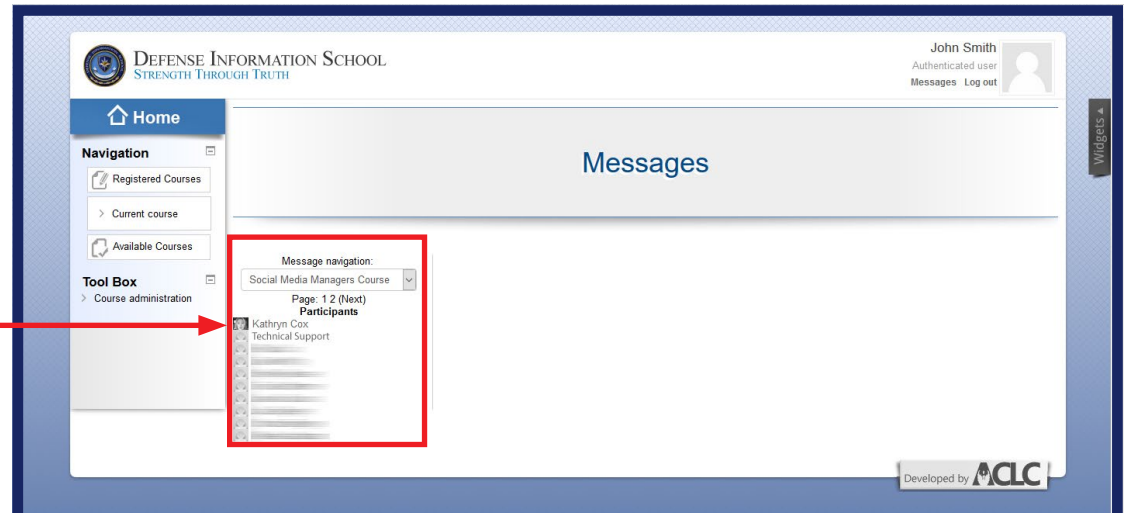 DEFENSE INFORMATION SCHOOL
STRENGTH THROUGH TRUTH
John Smith
Authenticated user
Messages Log out
Home
Widgets
Navigation
Registered Courses
Current course
Available Courses
Tool Box
Course administration
Messages
Message navigation:
Social Media Managers Course
Page: 1 2 (Next)
Participants
Kathryn Cox
Technical Support
Developed by ACLC